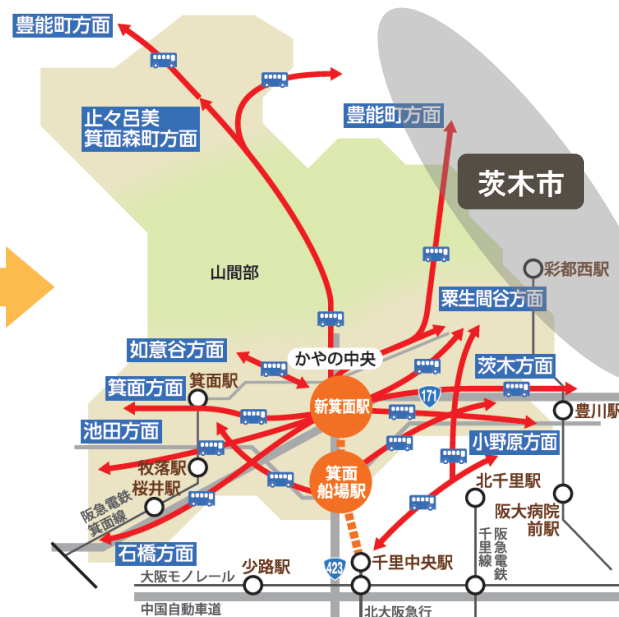 豊能町方面
止々呂美
箕面森町方面
豊能町方面
茨木市
山間部
彩都西駅
粟生間谷方面
如意谷方面
かやの中央
茨木方面
箕面方面
箕面駅
新箕面駅
171
豊川駅
池田方面
小野原方面
牧落駅
箕面
船場駅
桜井駅
北千里駅
阪急電鉄
箕面線
阪大病院
前駅
石橋方面
423
千里中央駅
阪急電鉄
千里線
少路駅
大阪モノレール
中国自動車道
北大阪急行